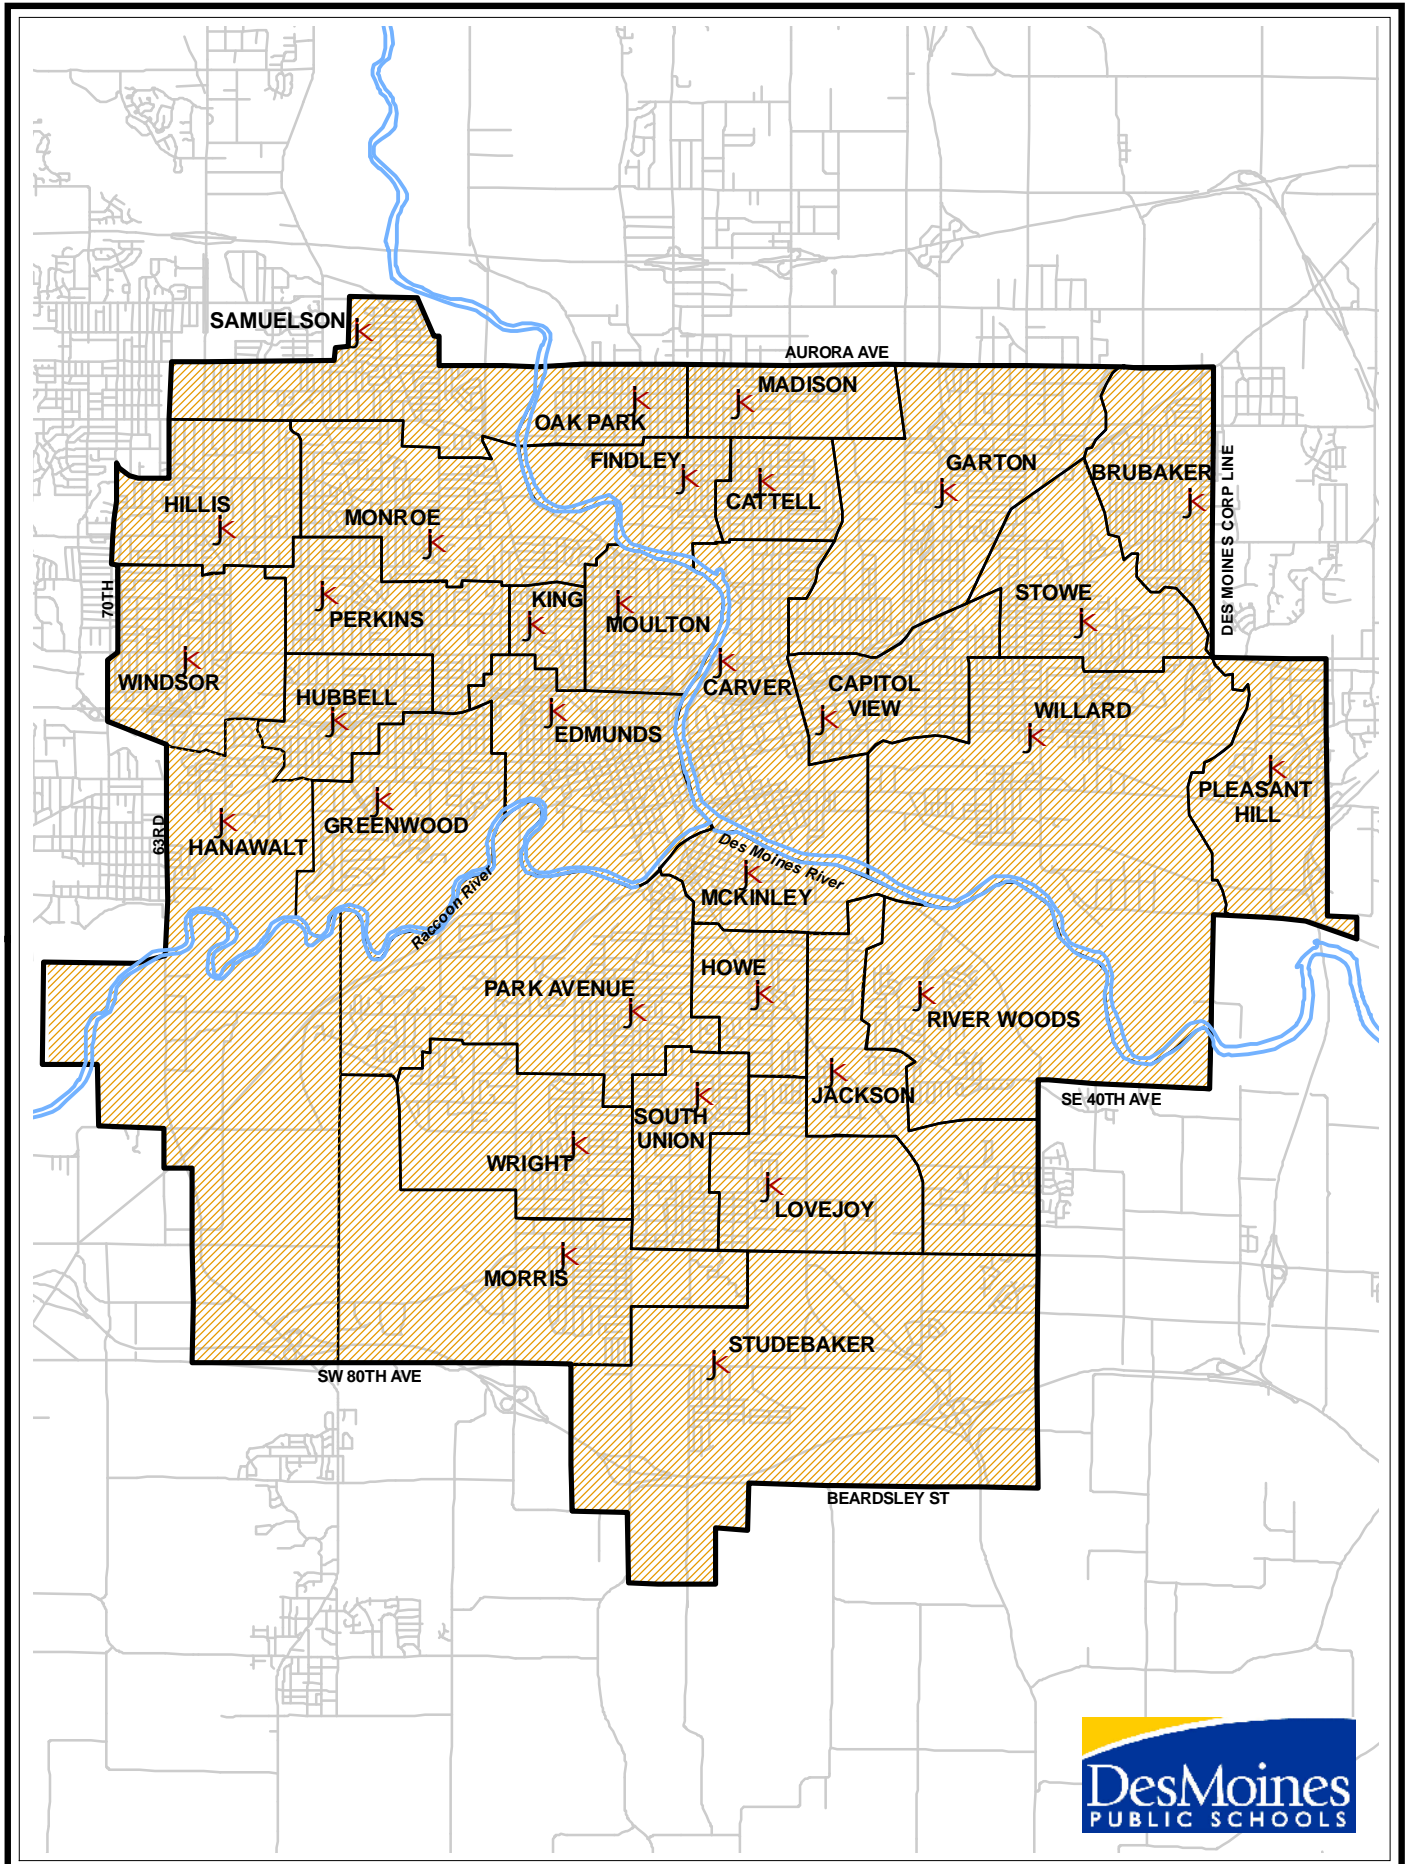 SAMUELSON
AURORA AVE
MADISON
OAK PARK
FINDLEY
GARTON
BRUBAKER
CATTELL
HILLIS
MONROE
DES MOINES CORP LINE
70TH
KING
STOWE
PERKINS
MOULTON
WINDSOR
HUBBELL
CARVER
CAPITOL
VIEW
WILLARD
EDMUNDS
PLEASANT
HILL
GREENWOOD
63RD
HANAWALT
Des Moines River
MCKINLEY
Raccoon River
HOWE
PARK AVENUE
RIVER WOODS
JACKSON
SE 40TH AVE
SOUTH
UNION
WRIGHT
LOVEJOY
MORRIS
STUDEBAKER
SW 80TH AVE
BEARDSLEY ST
DesMoines
PUBLIC SCHOOLS